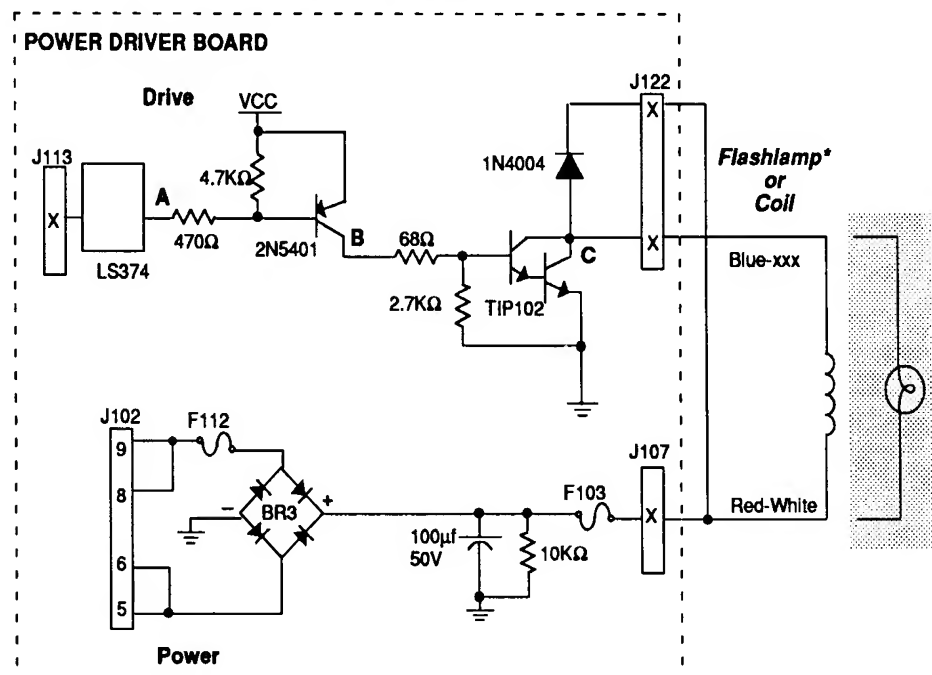 POWER DRIVER BOARD
Drive
VCC
J113
X
LS374
A
470Ω
4.7KΩ
2N5401
B
68Ω
2.7KΩ
TIP102
1N4004
C
J122
X
X
Flashlamp*
or
Coil
Blue-xxx
Red-White
J102
9
8
6
5
F112
BR3
-
+
100µf
50V
10KΩ
F103
J107
X
Power